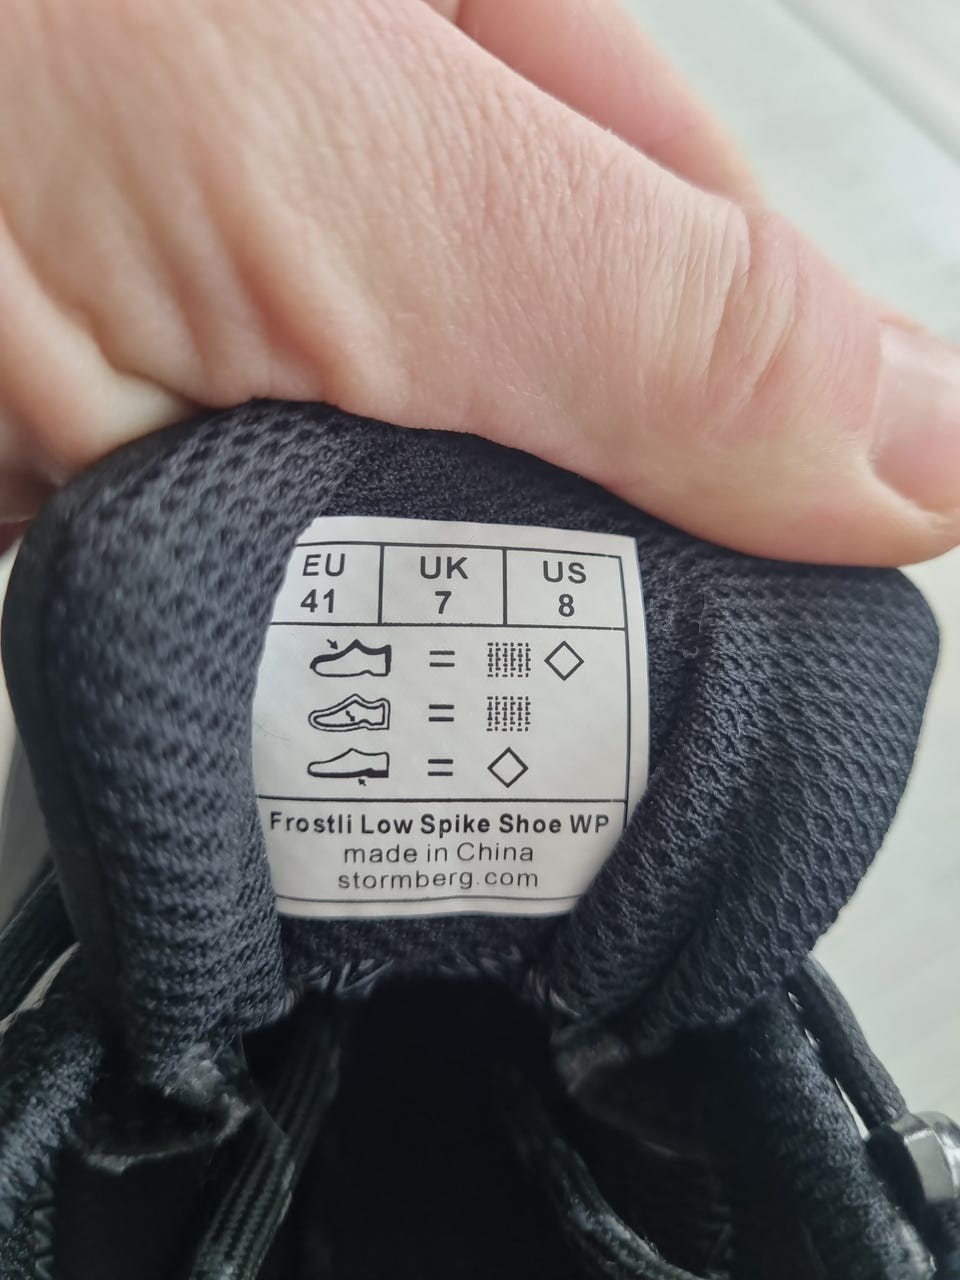 EU UK US
41 7 8
=
=
=
Frostli Low Spike Shoe WP
made in China
stormberg.com